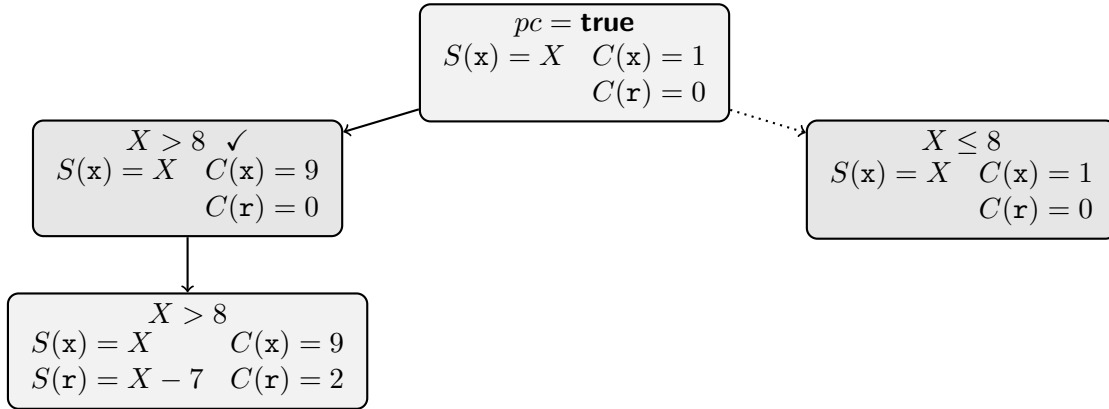 pc = true
S(x) = X C(x) = 1
C(r) = 0
X > 8 ✓
S(x) = X C(x) = 9
C(r) = 0
X ≤ 8
S(x) = X C(x) = 1
C(r) = 0
X > 8
S(x) = X C(x) = 9
S(r) = X − 7 C(r) = 2